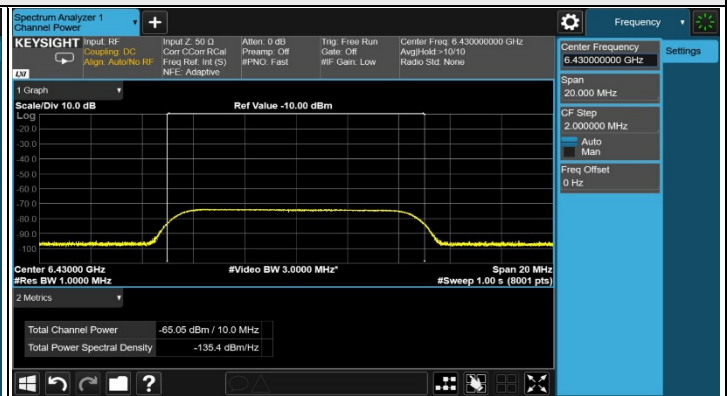 Spectrum Analyzer 1
Channel Power
+
Frequency
KEYSIGHT
Input: RF
Coupling: DC
Align: Auto/No RF
Input Z: 50 Ω
Corr CCorr RCal
Freq Ref: Int (S)
NFE: Adaptive
Atten: 0 dB
Preamp: Off
#PNO: Fast
Trig: Free Run
Gate: Off
#IF Gain: Low
Center Freq: 6.430000000 GHz
Avg|Hold:>10/10
Radio Std: None
LXI
Center Frequency
6.430000000 GHz
Settings
Span
20.000 MHz
CF Step
2.000000 MHz
Auto
Man
Freq Offset
0 Hz
1 Graph
Scale/Div 10.0 dB
Ref Value -10.00 dBm
Log
-20.0
-30.0
-40.0
-50.0
-60.0
-70.0
-80.0
-90.0
-100
Center 6.43000 GHz
#Video BW 3.0000 MHz*
Span 20 MHz
#Res BW 1.0000 MHz
#Sweep 1.00 s (8001 pts)
2 Metrics
Total Channel Power -65.05 dBm / 10.0 MHz
Total Power Spectral Density -135.4 dBm/Hz
?